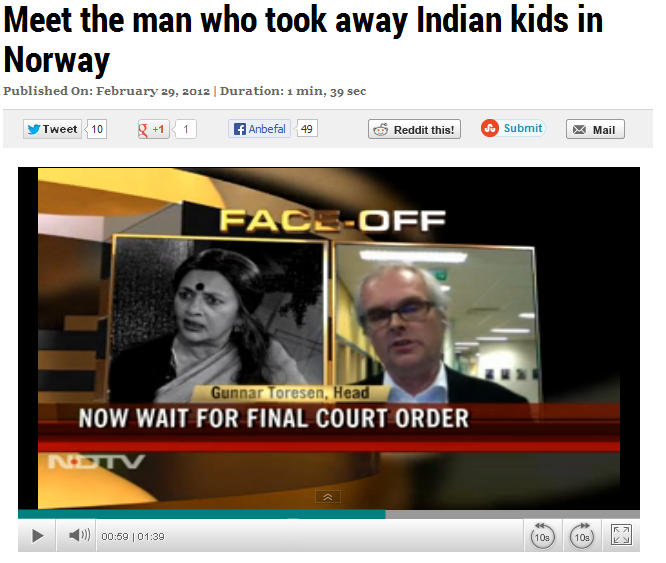 Meet the man who took away Indian kids in
Norway
Published On: February 29, 2012 | Duration: 1 min, 39 sec
Tweet 10 g +1 1 Anbefal 49 Reddit this! Submit Mail
FACE-OFF
Gunnar Toresen, Head
NOW WAIT FOR FINAL COURT ORDER
NDTV
00:59 | 01:39 10s 10s